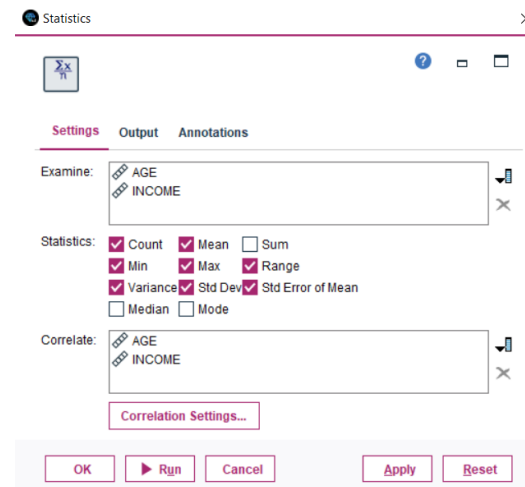 Statistics
Σx
n
Settings Output Annotations
Examine: AGE
INCOME
Statistics: Count Mean Sum
Min Max Range
Variance Std Dev Std Error of Mean
Median Mode
Correlate: AGE
INCOME
Correlation Settings...
OK Run Cancel Apply Reset